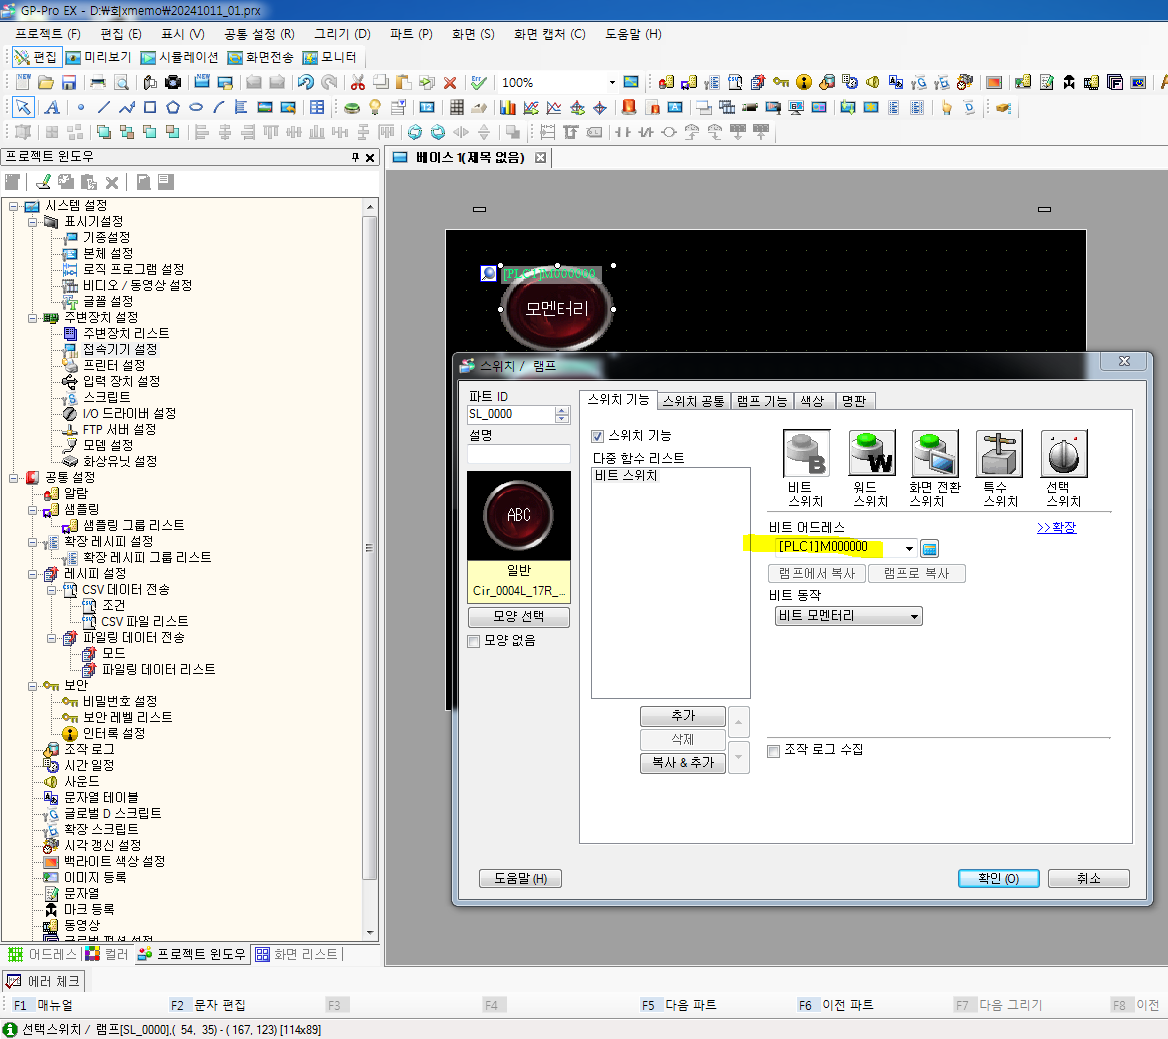 GP-Pro EX - D:\회xmemo\20241011_01.prx
프로젝트 (F) 편집 (E) 표시 (V) 공통 설정 (R) 그리기 (D) 파트 (P) 화면 (S) 화면 캡처 (C) 도움말 (H)
편집 미리보기 시뮬레이션 화면전송 모니터
100%
프로젝트 윈도우
베이스 1(제목 없음)
시스템 설정
표시기설정
기종설정
본체 설정
로직 프로그램 설정
비디오 / 동영상 설정
글꼴 설정
주변장치 설정
주변장치 리스트
접속기기 설정
프린터 설정
입력 장치 설정
스크립트
I/O 드라이버 설정
FTP 서버 설정
모뎀 설정
화상유닛 설정
공통 설정
알람
샘플링
샘플링 그룹 리스트
확장 레시피 설정
확장 레시피 그룹 리스트
레시피 설정
CSV 데이터 전송
조건
CSV 파일 리스트
파일링 데이터 전송
모드
파일링 데이터 리스트
보안
비밀번호 설정
보안 레벨 리스트
인터록 설정
조작 로그
시간 일정
사운드
문자열 테이블
글로벌 D 스크립트
확장 스크립트
시각 갱신 설정
백라이트 색상 설정
이미지 등록
문자열
마크 등록
동영상
글로벌 펑션 설정
[PLC1]M000000
모멘터리
스위치 / 램프
파트 ID
SL_0000
설명
ABC
일반
Cir_0004L_17R_...
모양 선택
모양 없음
스위치 기능 스위치 공통 램프 기능 색상 명판
스위치 기능
다중 함수 리스트
비트 스위치
추가
삭제
복사 & 추가
비트 스위치
워드 스위치
화면 전환 스위치
특수 스위치
선택 스위치
비트 어드레스
>>확장
[PLC1]M000000
램프에서 복사 램프로 복사
비트 동작
비트 모멘터리
조작 로그 수집
도움말 (H) 확인 (O) 취소
어드레스 컬러 프로젝트 윈도우 화면 리스트
에러 체크
F1 매뉴얼 F2 문자 편집 F3 F4 F5 다음 파트 F6 이전 파트 F7 다음 그리기 F8 이전
선택스위치 / 램프[SL_0000],( 54, 35) - ( 167, 123) [114x89]